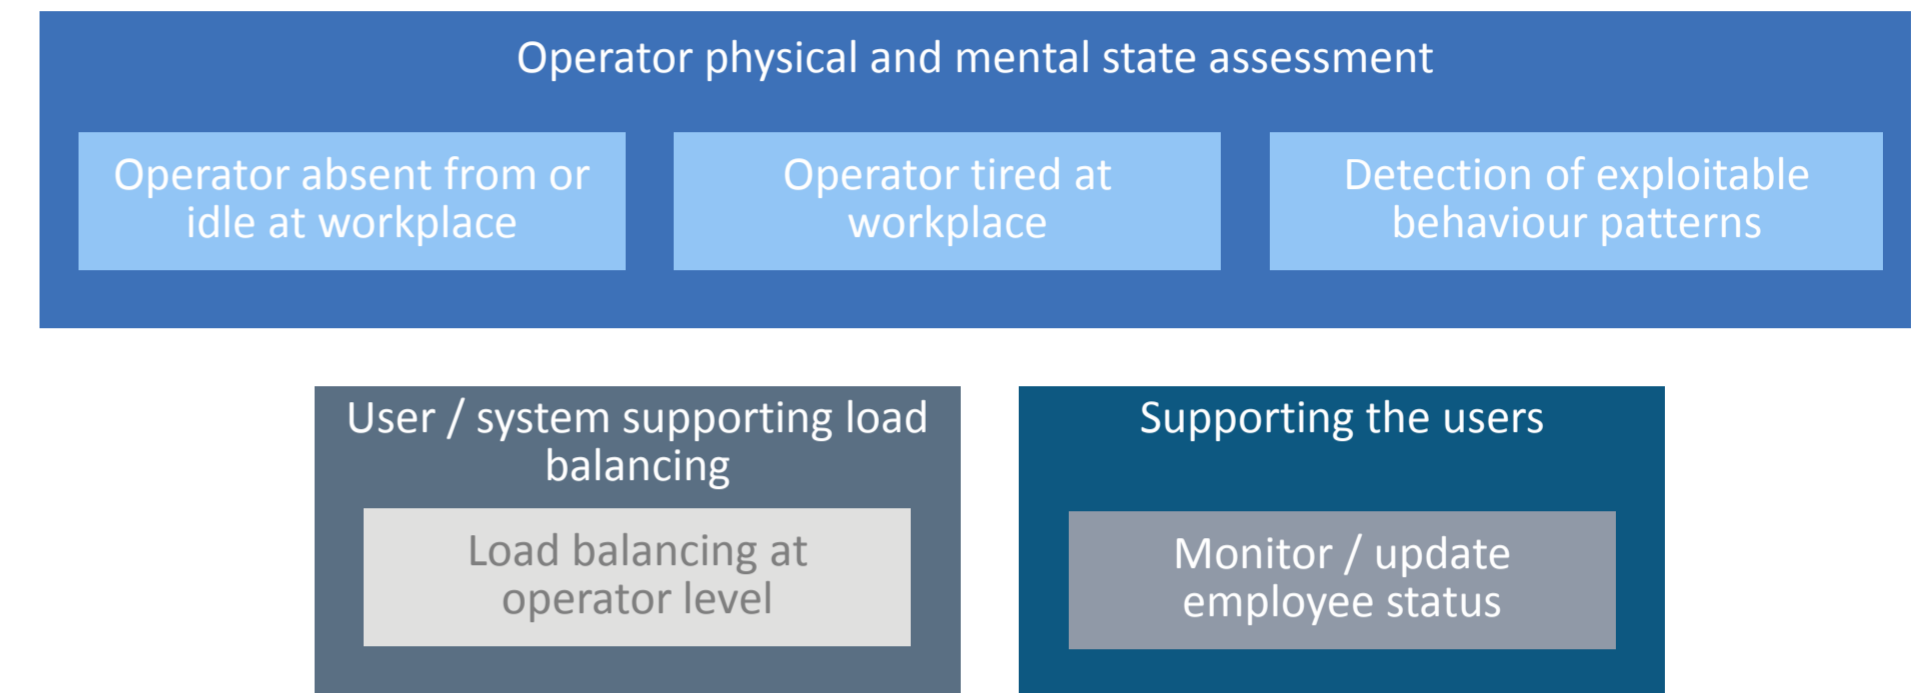 Operator physical and mental state assessment
Operator absent from or
idle at workplace
Operator tired at
workplace
Detection of exploitable
behaviour patterns
User / system supporting load
balancing
Load balancing at
operator level
Supporting the users
Monitor / update
employee status